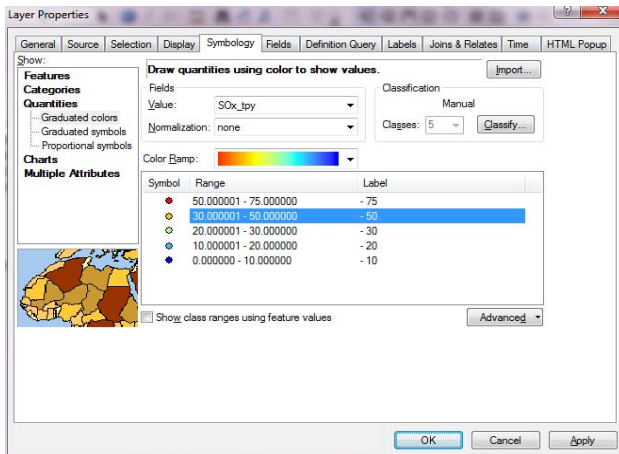 Layer Properties
General Source Selection Display Symbology Fields Definition Query Labels Joins & Relates Time HTML Popup
Show:
Features
Categories
Quantities
Graduated colors
Graduated symbols
Proportional symbols
Charts
Multiple Attributes
Draw quantities using color to show values.
Import...
Fields
Value: SOx_tpy
Normalization: none
Classification
Manual
Classes: 5 Classify...
Color Ramp:
Symbol Range Label
50.000001 - 75.000000 - 75
30.000001 - 50.000000 - 50
20.000001 - 30.000000 - 30
10.000001 - 20.000000 - 20
0.000000 - 10.000000 - 10
Show class ranges using feature values
Advanced
OK Cancel Apply